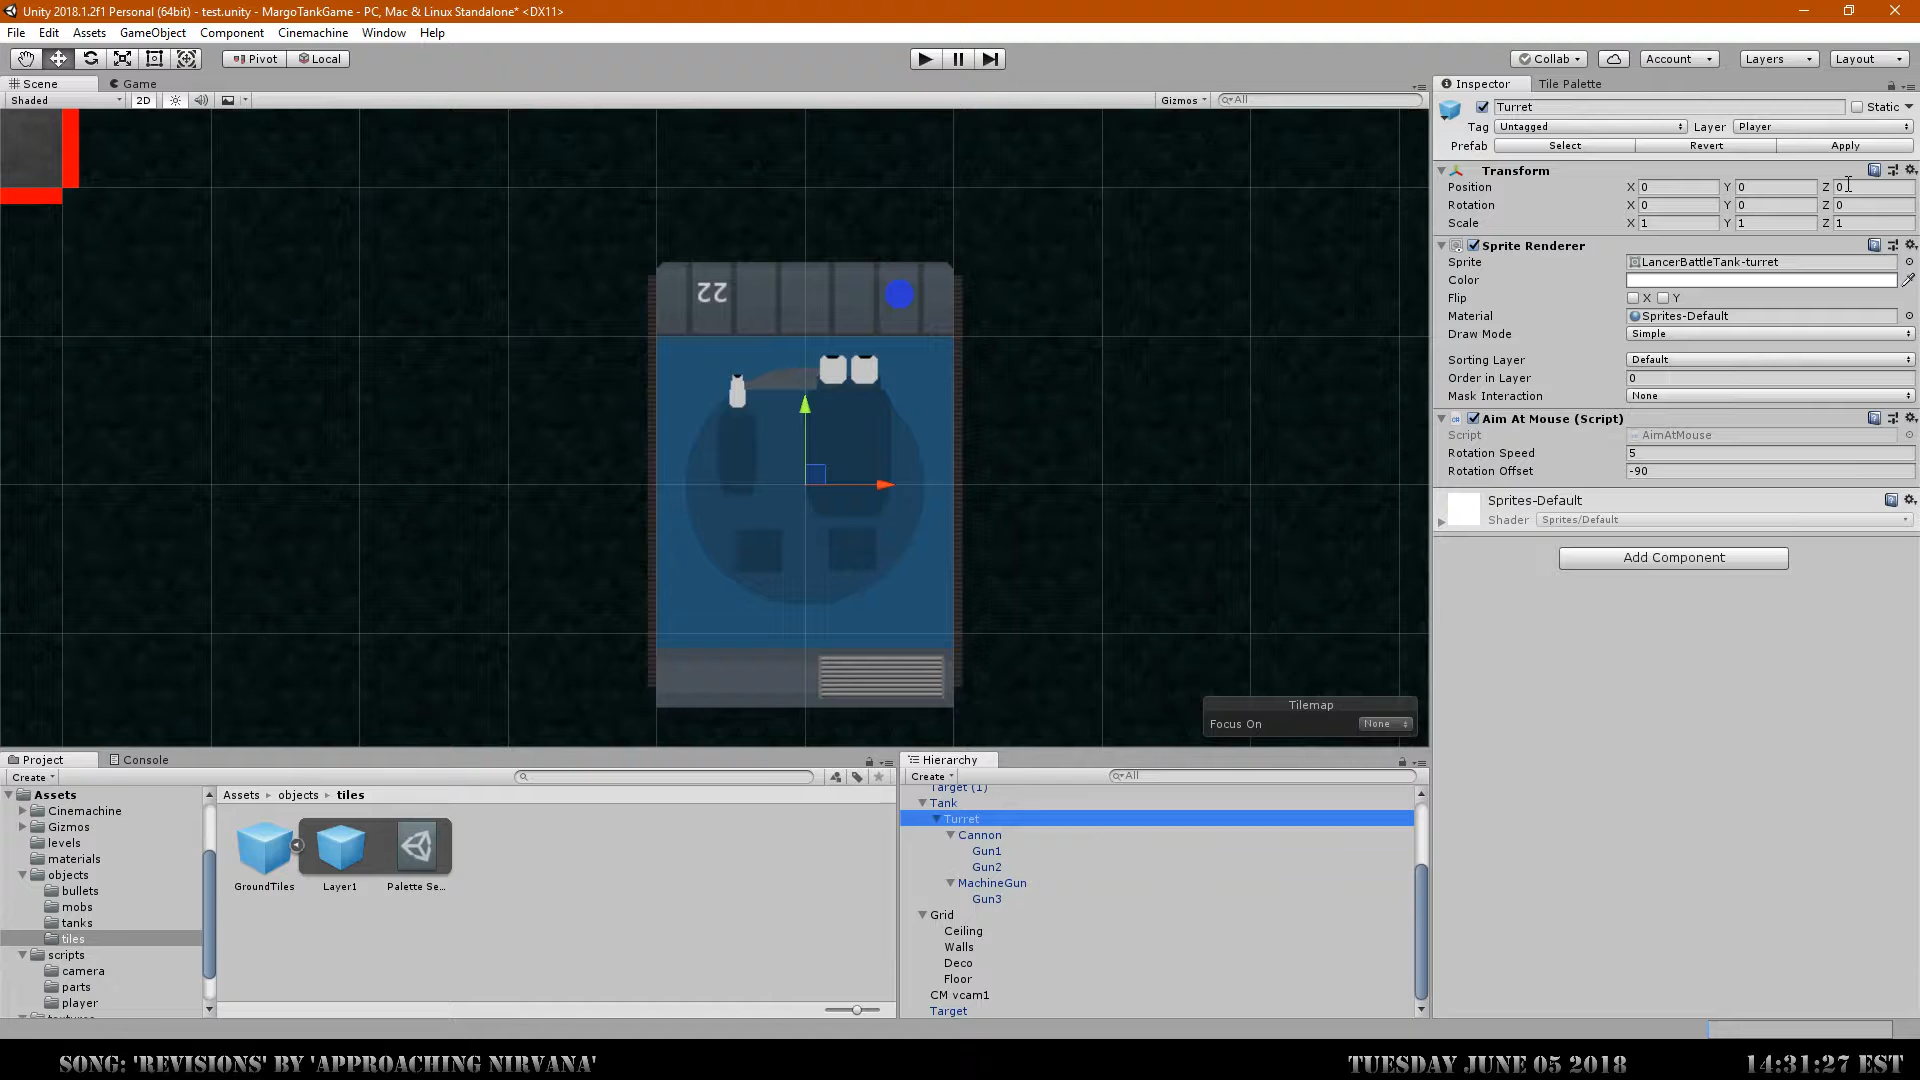 Unity 2018.1.2f1 Personal (64bit) - test.unity - MargoTankGame - PC, Mac & Linux Standalone* <DX11>
File Edit Assets GameObject Component Cinemachine Window Help
Pivot Local Collab Account Layers Layout
Scene Game
Shaded 2D Gizmos All
22
Tilemap
Focus On None
Inspector Tile Palette
Turret Static
Tag Untagged Layer Player
Prefab Select Revert Apply
Transform
Position X 0 Y 0 Z 0
Rotation X 0 Y 0 Z 0
Scale X 1 Y 1 Z 1
Sprite Renderer
Sprite LancerBattleTank-turret
Color
Flip X Y
Material Sprites-Default
Draw Mode Simple
Sorting Layer Default
Order in Layer 0
Mask Interaction None
Aim At Mouse (Script)
Script AimAtMouse
Rotation Speed 5
Rotation Offset -90
Sprites-Default
Shader Sprites/Default
Add Component
Project Console
Create
Assets
Cinemachine
Gizmos
levels
materials
objects
bullets
mobs
tanks
tiles
scripts
camera
parts
player
Assets objects tiles
GroundTiles Layer1 Palette Se...
Hierarchy
Create All
Target (1)
Tank
Turret
Cannon
Gun1
Gun2
MachineGun
Gun3
Grid
Ceiling
Walls
Deco
Floor
CM vcam1
Target
SONG: 'REVISIONS' BY 'APPROACHING NIRVANA' TUESDAY JUNE 05 2018 14:31:27 EST